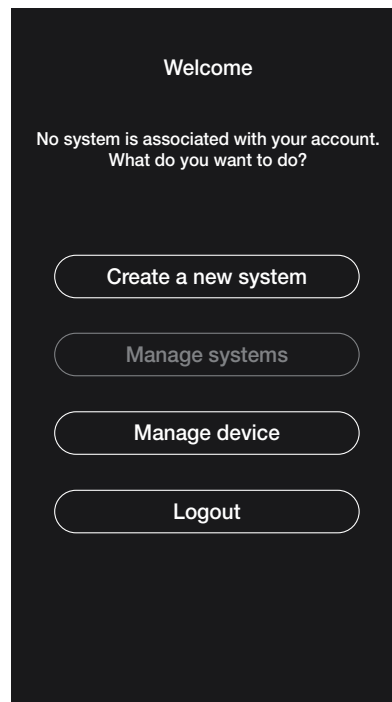 Welcome
No system is associated with your account.
What do you want to do?
Create a new system
Manage systems
Manage device
Logout